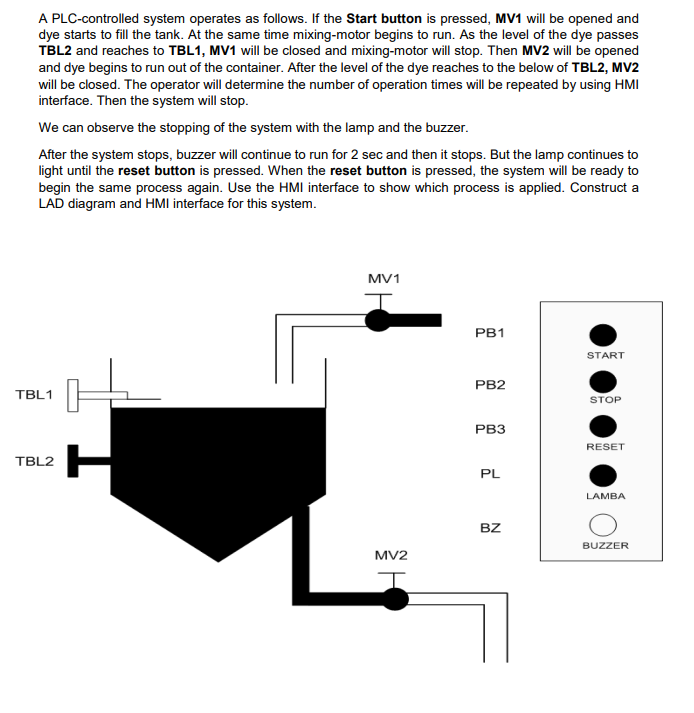 A PLC-controlled system operates as follows. If the Start button is pressed, MV1 will be opened and
dye starts to fill the tank. At the same time mixing-motor begins to run. As the level of the dye passes
TBL2 and reaches to TBL1, MV1 will be closed and mixing-motor will stop. Then MV2 will be opened
and dye begins to run out of the container. After the level of the dye reaches to the below of TBL2, MV2
will be closed. The operator will determine the number of operation times will be repeated by using HMI
interface. Then the system will stop.
We can observe the stopping of the system with the lamp and the buzzer.
After the system stops, buzzer will continue to run for 2 sec and then it stops. But the lamp continues to
light until the reset button is pressed. When the reset button is pressed, the system will be ready to
begin the same process again. Use the HMI interface to show which process is applied. Construct a
LAD diagram and HMI interface for this system.
MV1
PB1
START
PB2
TBL1
STOP
PB3
RESET
TBL2
PL
LAMBA
BZ
BUZZER
MV2